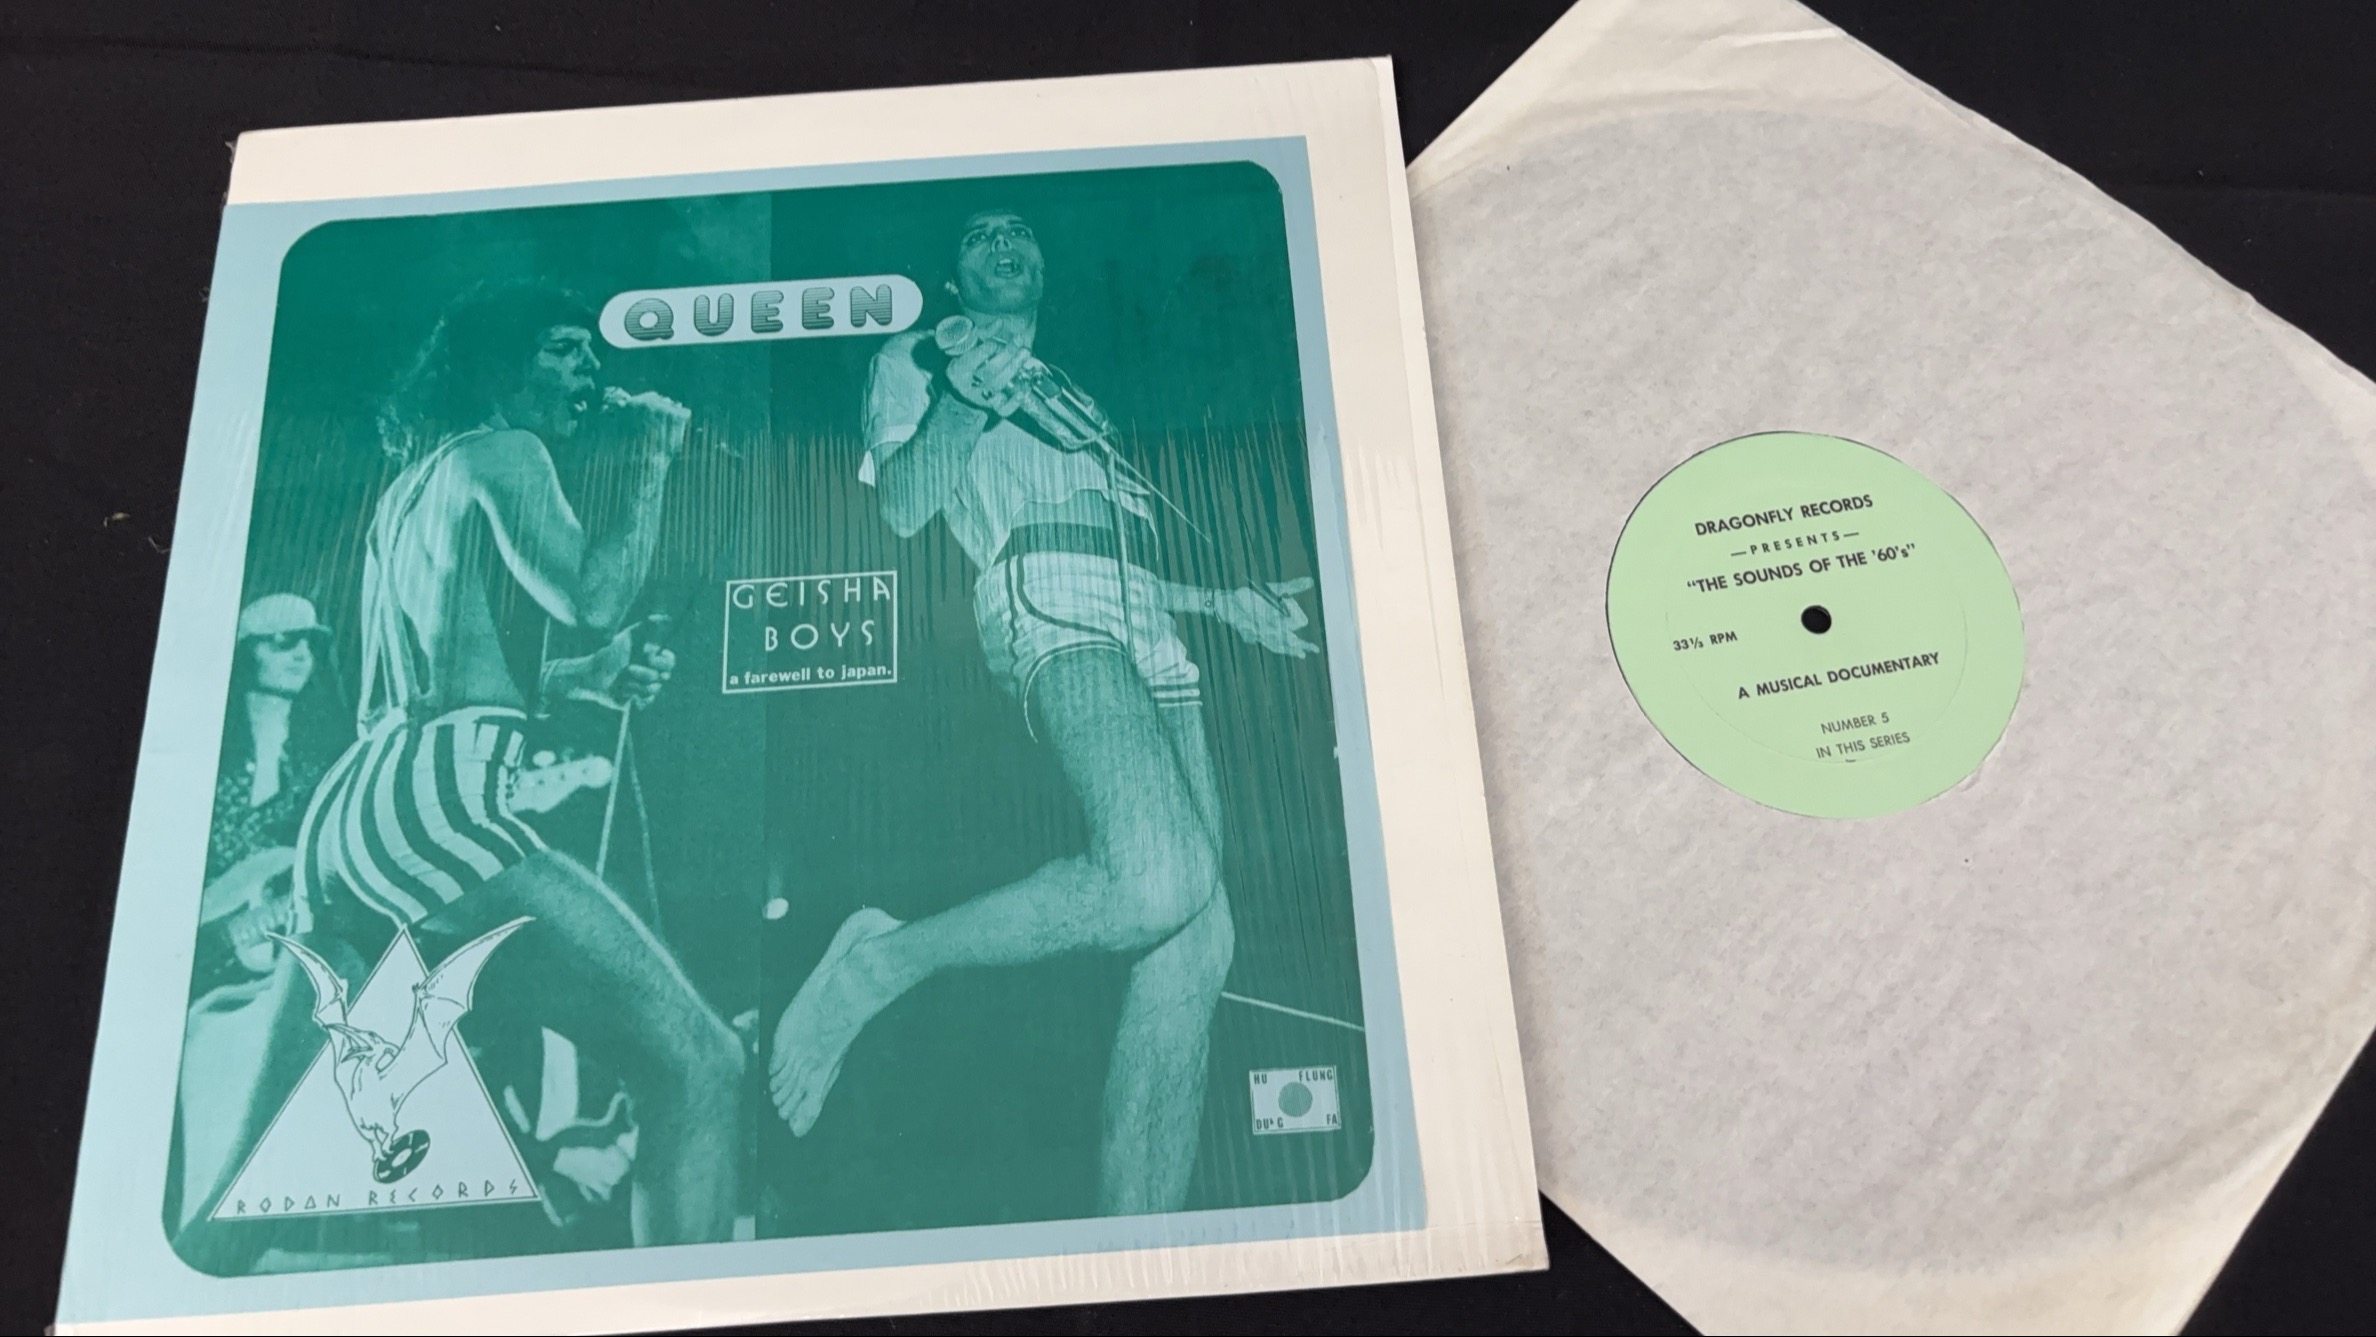 QUEEN
GEISHA
BOYS
a farewell to japan.
RODAN RECORDS
HU FLUNG
DUNG FA
DRAGONFLY RECORDS
—PRESENTS—
"THE SOUNDS OF THE '60's"
33⅓ RPM
A MUSICAL DOCUMENTARY
NUMBER 5
IN THIS SERIES